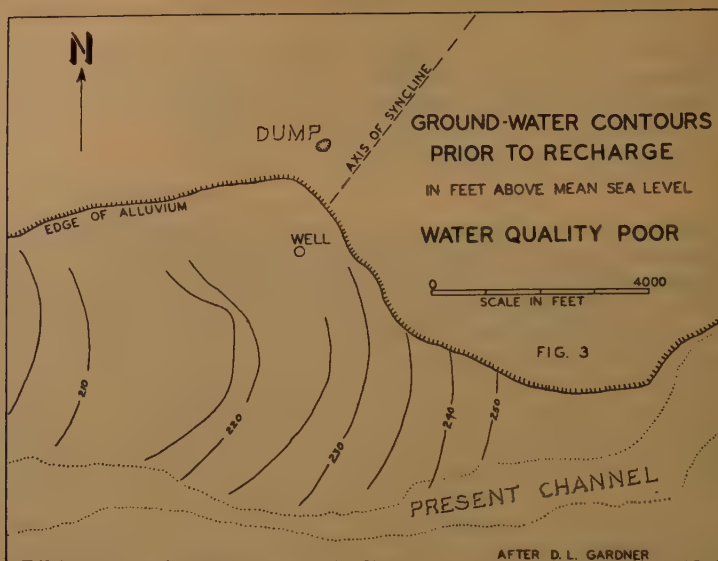 N
DUMP
AXIS OF SYNCLINE
GROUND-WATER CONTOURS
PRIOR TO RECHARGE
IN FEET ABOVE MEAN SEA LEVEL
WATER QUALITY POOR
EDGE OF ALLUVIUM
WELL
0 4000
SCALE IN FEET
FIG. 3
210
220
230
240
250
PRESENT CHANNEL
AFTER D. L. GARDNER